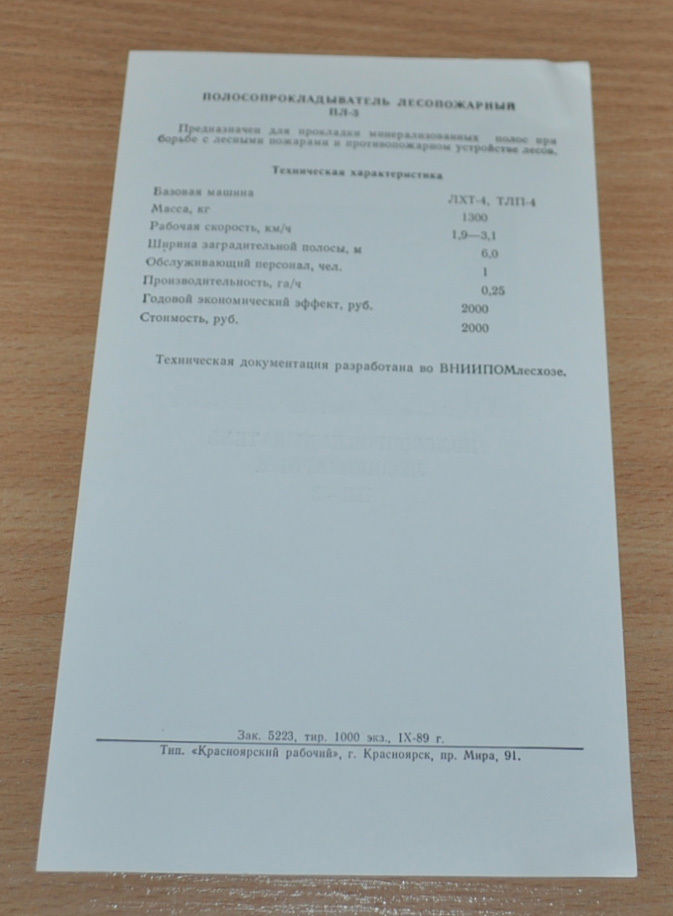 ПОЛОСОПРОКЛАДЫВАТЕЛЬ ЛЕСОПОЖАРНЫЙ
ПЛ-3
Предназначен для прокладки минерализованных полос при
борьбе с лесными пожарами и противопожарном устройстве лесов.
Техническая характеристика
Базовая машина ЛХТ-4, ТЛП-4
Масса, кг 1300
Рабочая скорость, км/ч 1,9—3,1
Ширина заградительной полосы, м 6,0
Обслуживающий персонал, чел. 1
Производительность, га/ч 0,25
Годовой экономический эффект, руб. 2000
Стоимость, руб. 2000
Техническая документация разработана во ВНИИПОМлесхозе.
Зак. 5223, тир. 1000 экз., IX-89 г.
Тип. «Красноярский рабочий», г. Красноярск, пр. Мира, 91.